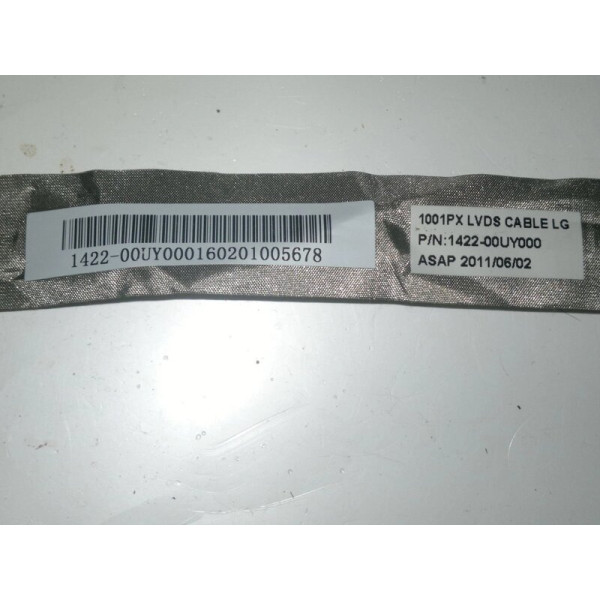 1422-00UY000160201005678
1001PX LVDS CABLE LG
P/N:1422-00UY000
ASAP 2011/06/02